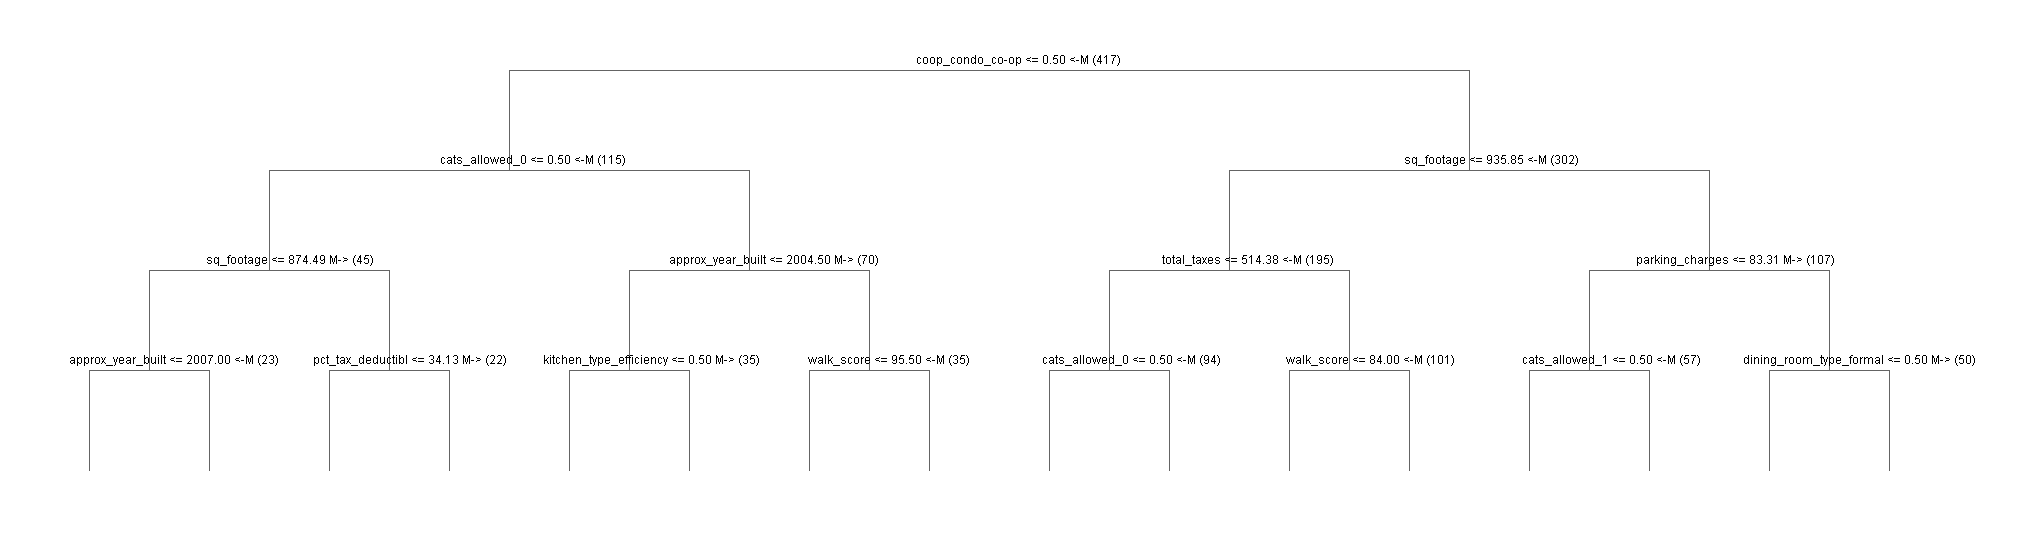 coop_condo_co-op <= 0.50 <-M (417)
cats_allowed_0 <= 0.50 <-M (115)
sq_footage <= 935.85 <-M (302)
sq_footage <= 874.49 M-> (45)
approx_year_built <= 2004.50 M-> (70)
total_taxes <= 514.38 <-M (195)
parking_charges <= 83.31 M-> (107)
approx_year_built <= 2007.00 <-M (23)
pct_tax_deductibl <= 34.13 M-> (22)
kitchen_type_efficiency <= 0.50 M-> (35)
walk_score <= 95.50 <-M (35)
cats_allowed_0 <= 0.50 <-M (94)
walk_score <= 84.00 <-M (101)
cats_allowed_1 <= 0.50 <-M (57)
dining_room_type_formal <= 0.50 M-> (50)